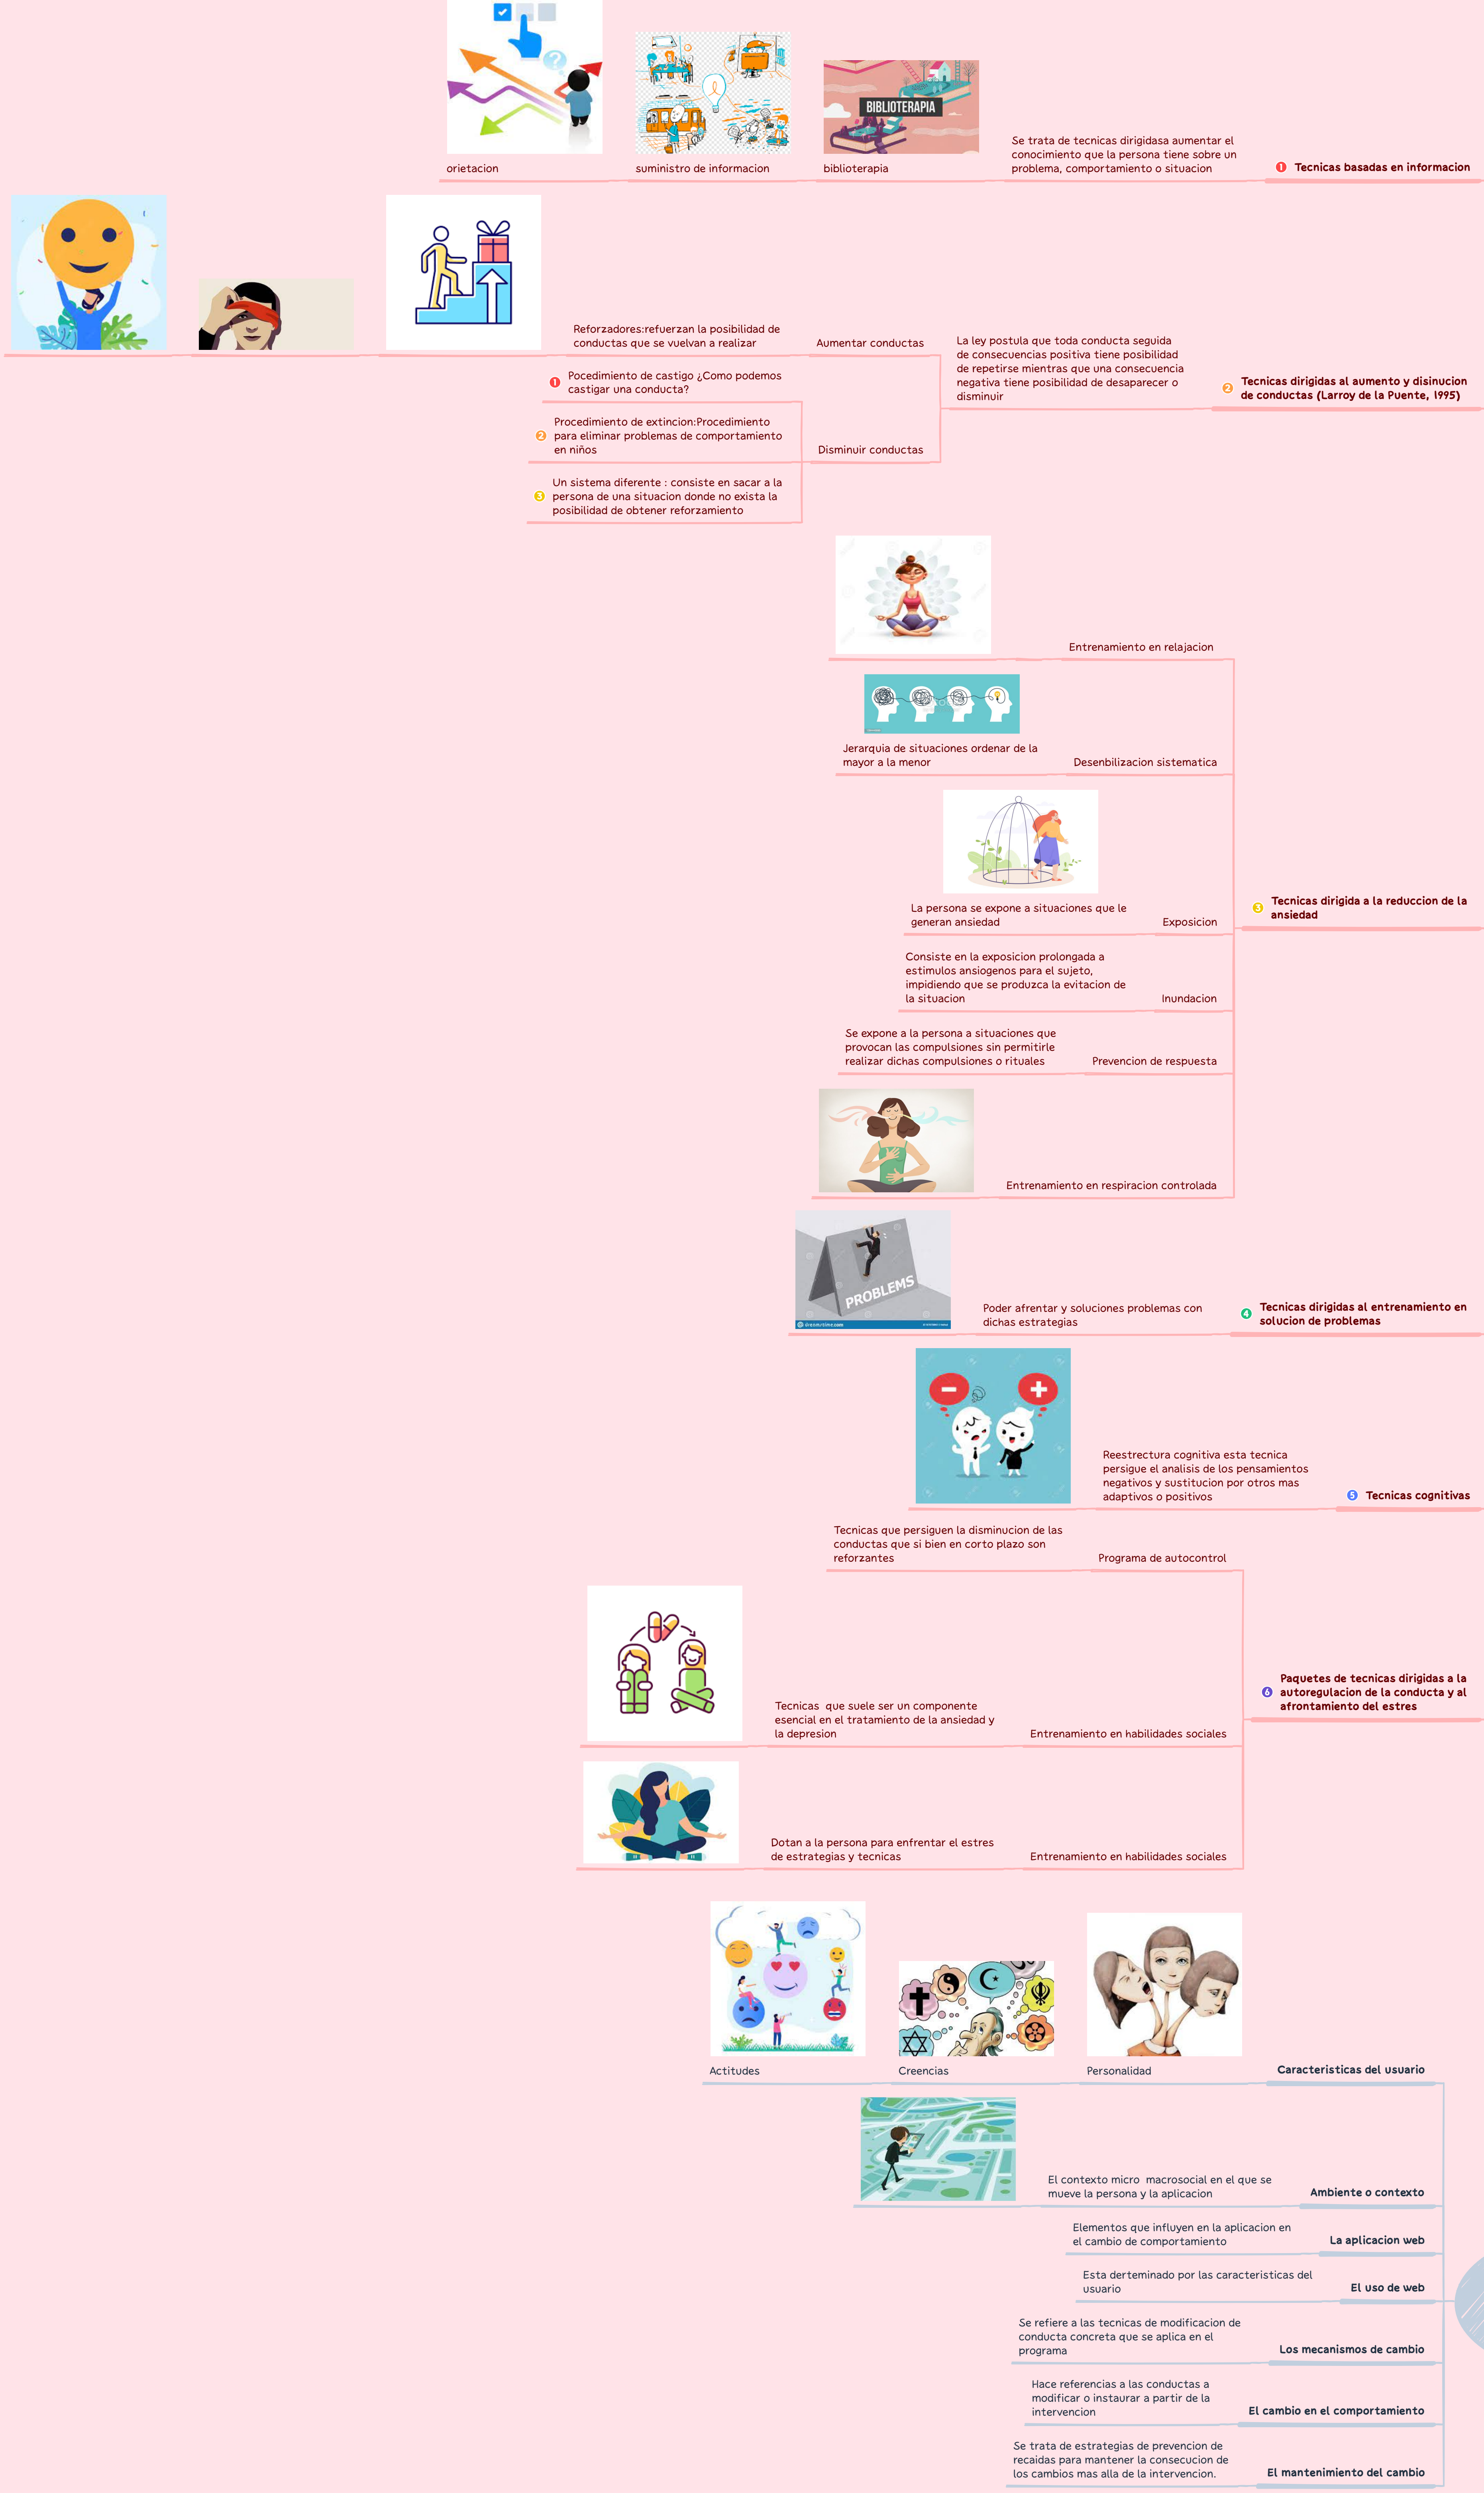 BIBLIOTERAPIA
orietacion
suministro de informacion
biblioterapia
Se trata de tecnicas dirigidasa aumentar el
conocimiento que la persona tiene sobre un
problema, comportamiento o situacion
1 Tecnicas basadas en informacion
Reforzadores:refuerzan la posibilidad de
conductas que se vuelvan a realizar
Aumentar conductas
La ley postula que toda conducta seguida
de consecuencias positiva tiene posibilidad
de repetirse mientras que una consecuencia
negativa tiene posibilidad de desaparecer o
disminuir
2 Tecnicas dirigidas al aumento y disinucion
de conductas (Larroy de la Puente, 1995)
1 Pocedimiento de castigo ¿Como podemos
castigar una conducta?
2 Procedimiento de extincion:Procedimiento
para eliminar problemas de comportamiento
en niños
Disminuir conductas
3 Un sistema diferente : consiste en sacar a la
persona de una situacion donde no exista la
posibilidad de obtener reforzamiento
Entrenamiento en relajacion
Jerarquia de situaciones ordenar de la
mayor a la menor
Desenbilizacion sistematica
La persona se expone a situaciones que le
generan ansiedad
Exposicion
3 Tecnicas dirigida a la reduccion de la
ansiedad
Consiste en la exposicion prolongada a
estimulos ansiogenos para el sujeto,
impidiendo que se produzca la evitacion de
la situacion
Inundacion
Se expone a la persona a situaciones que
provocan las compulsiones sin permitirle
realizar dichas compulsiones o rituales
Prevencion de respuesta
Entrenamiento en respiracion controlada
PROBLEMS
dreamstime.com
Poder afrentar y soluciones problemas con
dichas estrategias
4 Tecnicas dirigidas al entrenamiento en
solucion de problemas
Reestrectura cognitiva esta tecnica
persigue el analisis de los pensamientos
negativos y sustitucion por otros mas
adaptivos o positivos
5 Tecnicas cognitivas
Tecnicas que persiguen la disminucion de las
conductas que si bien en corto plazo son
reforzantes
Programa de autocontrol
Tecnicas  que suele ser un componente
esencial en el tratamiento de la ansiedad y
la depresion
Entrenamiento en habilidades sociales
6 Paquetes de tecnicas dirigidas a la
autoregulacion de la conducta y al
afrontamiento del estres
Dotan a la persona para enfrentar el estres
de estrategias y tecnicas
Entrenamiento en habilidades sociales
Actitudes
Creencias
Personalidad
Caracteristicas del usuario
El contexto micro  macrosocial en el que se
mueve la persona y la aplicacion
Ambiente o contexto
Elementos que influyen en la aplicacion en
el cambio de comportamiento
La aplicacion web
Esta derteminado por las caracteristicas del
usuario
El uso de web
Se refiere a las tecnicas de modificacion de
conducta concreta que se aplica en el
programa
Los mecanismos de cambio
Hace referencias a las conductas a
modificar o instaurar a partir de la
intervencion
El cambio en el comportamiento
Se trata de estrategias de prevencion de
recaidas para mantener la consecucion de
los cambios mas alla de la intervencion.
El mantenimiento del cambio